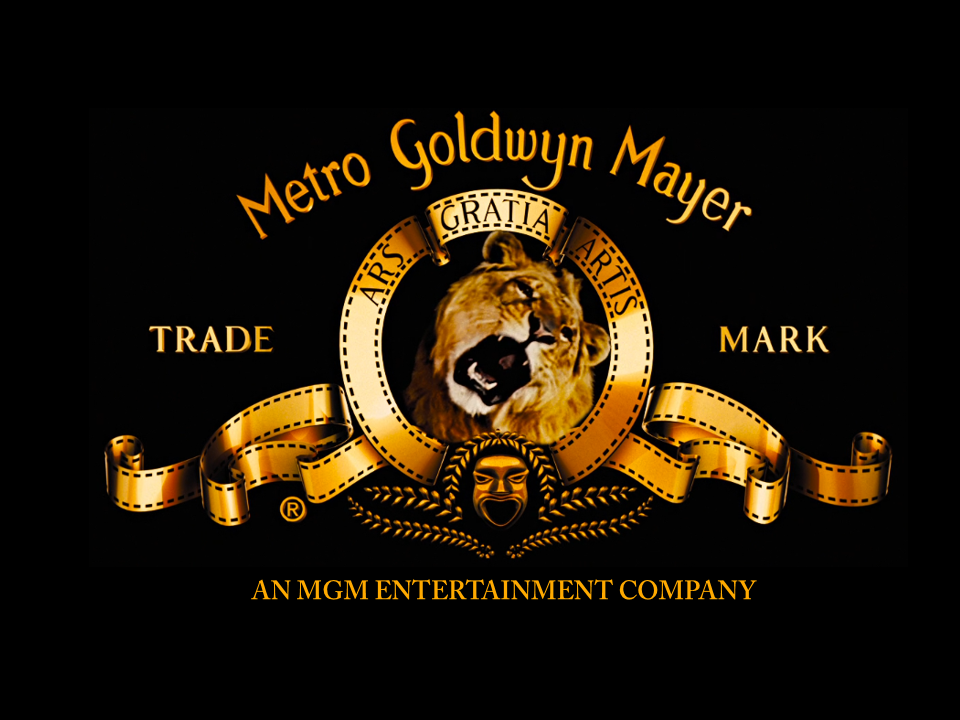 Metro Goldwyn Mayer
ARS GRATIA ARTIS
TRADE MARK
®
AN MGM ENTERTAINMENT COMPANY